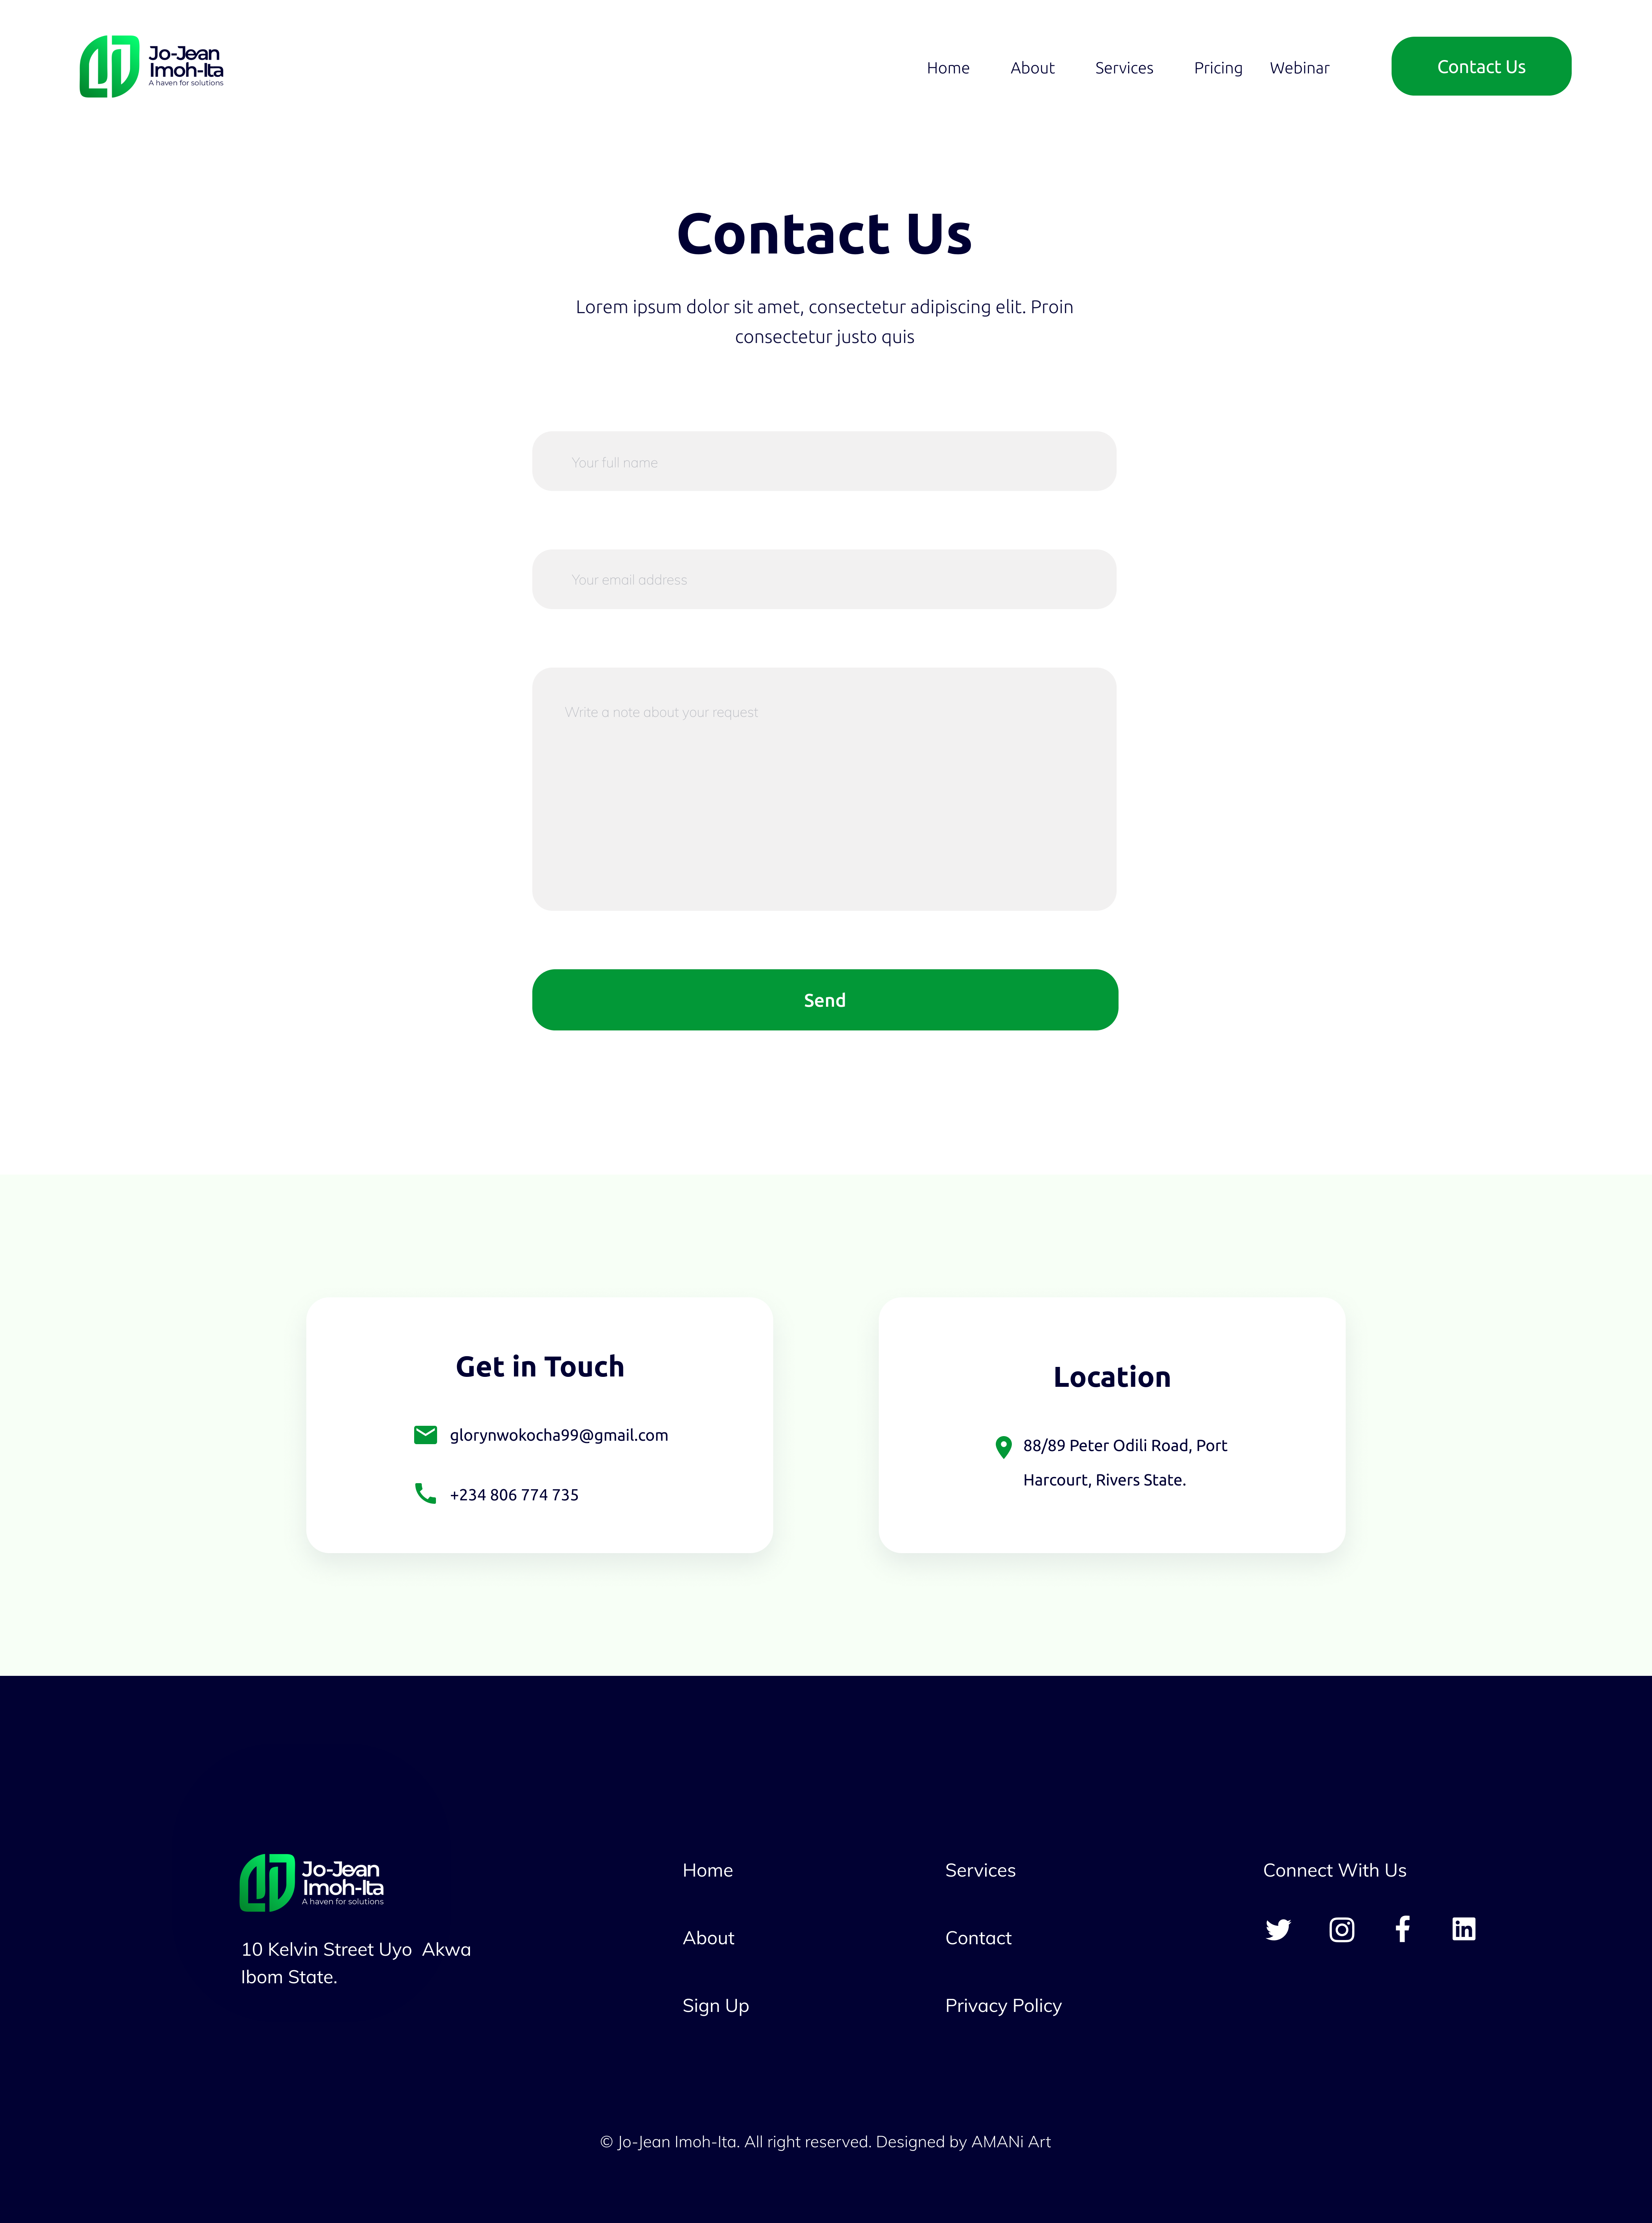 Jo-Jean
Imoh-Ita
A haven for solutions
Home About Services Pricing Webinar Contact Us
Contact Us
Lorem ipsum dolor sit amet, consectetur adipiscing elit. Proin
consectetur justo quis
Your full name
Your email address
Write a note about your request
Send
Get in Touch
glorynwokocha99@gmail.com
+234 806 774 735
Location
88/89 Peter Odili Road, Port
Harcourt, Rivers State.
Jo-Jean
Imoh-Ita
A haven for solutions
10 Kelvin Street Uyo  Akwa
Ibom State.
Home
About
Sign Up
Services
Contact
Privacy Policy
Connect With Us
© Jo-Jean Imoh-Ita. All right reserved. Designed by AMANi Art